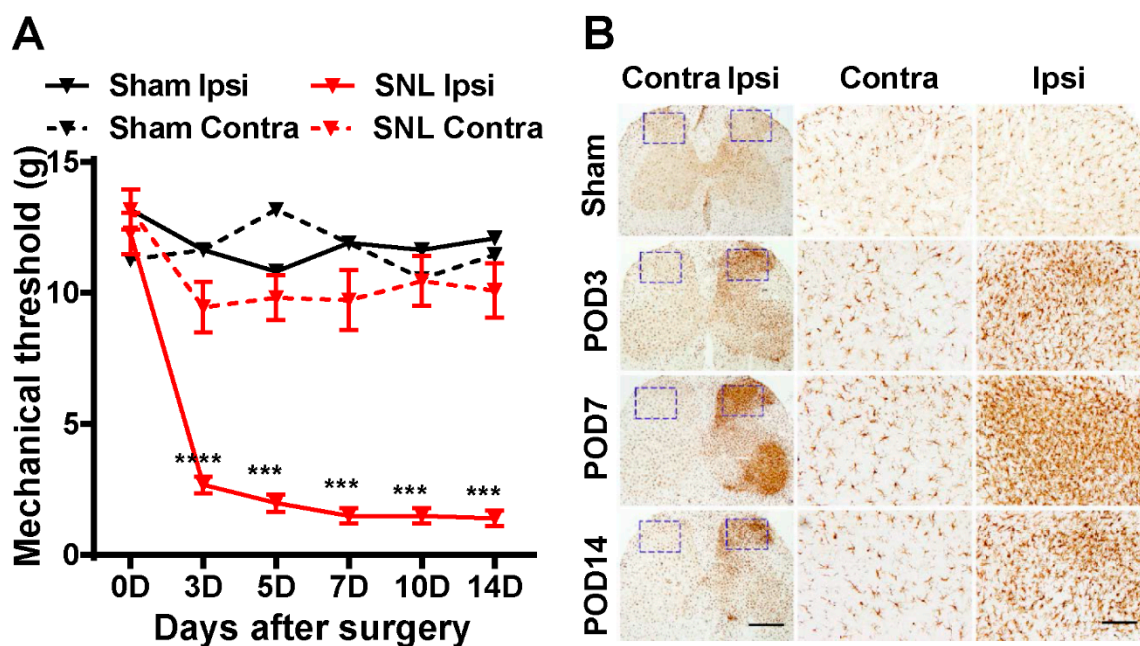 A
Sham Ipsi
SNL Ipsi
Sham Contra
SNL Contra
Mechanical threshold (g)
15
10
5
0
****
***
***
***
***
0D 3D 5D 7D 10D 14D
Days after surgery
B
Contra Ipsi
Contra
Ipsi
Sham
POD3
POD7
POD14